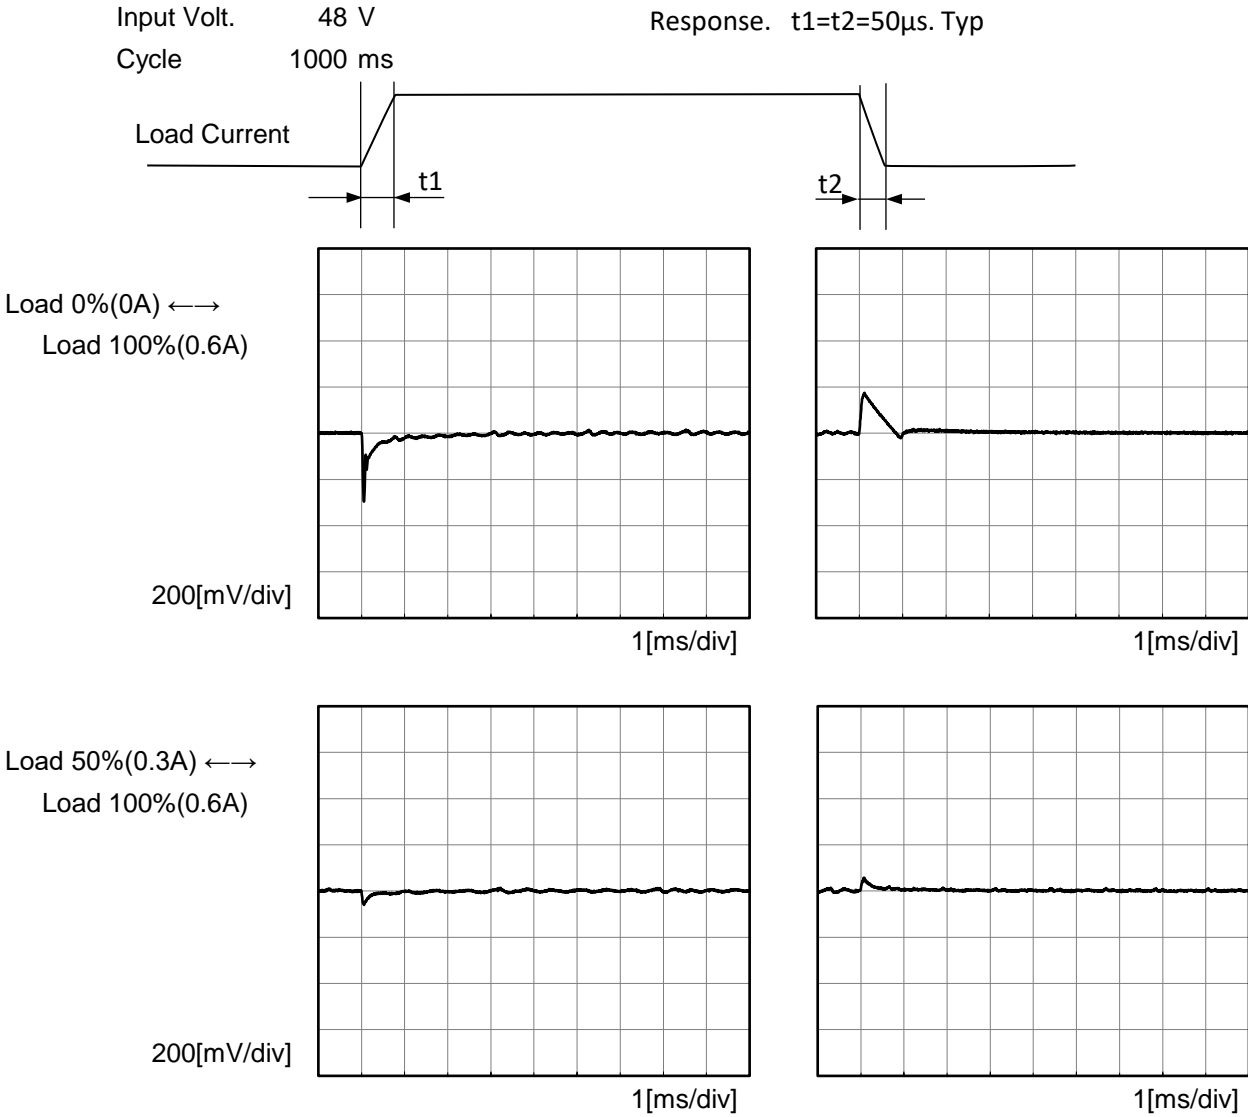 Input Volt. 48 V
Response. t1=t2=50µs. Typ
Cycle 1000 ms
Load Current
t1
t2
Load 0%(0A) ←→
Load 100%(0.6A)
200[mV/div]
1[ms/div]
1[ms/div]
Load 50%(0.3A) ←→
Load 100%(0.6A)
200[mV/div]
1[ms/div]
1[ms/div]